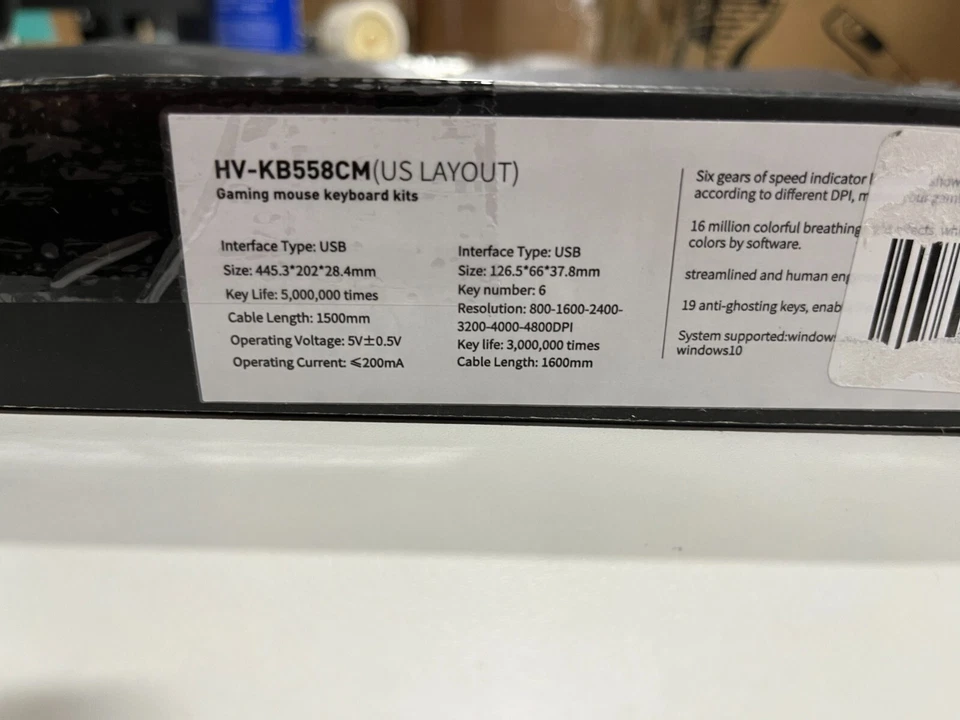 HV-KB558CM(US LAYOUT)
Gaming mouse keyboard kits
Interface Type: USB
Size: 445.3*202*28.4mm
Key Life: 5,000,000 times
Cable Length: 1500mm
Operating Voltage: 5V±0.5V
Operating Current: ⩽200mA
Interface Type: USB
Size: 126.5*66*37.8mm
Key number: 6
Resolution: 800-1600-2400-
3200-4000-4800DPI
Key life: 3,000,000 times
Cable Length: 1600mm
Six gears of speed indicator
according to different DPI,
16 million colorful breathing
colors by software.
streamlined and human
19 anti-ghosting keys,
System supported:window
windows10